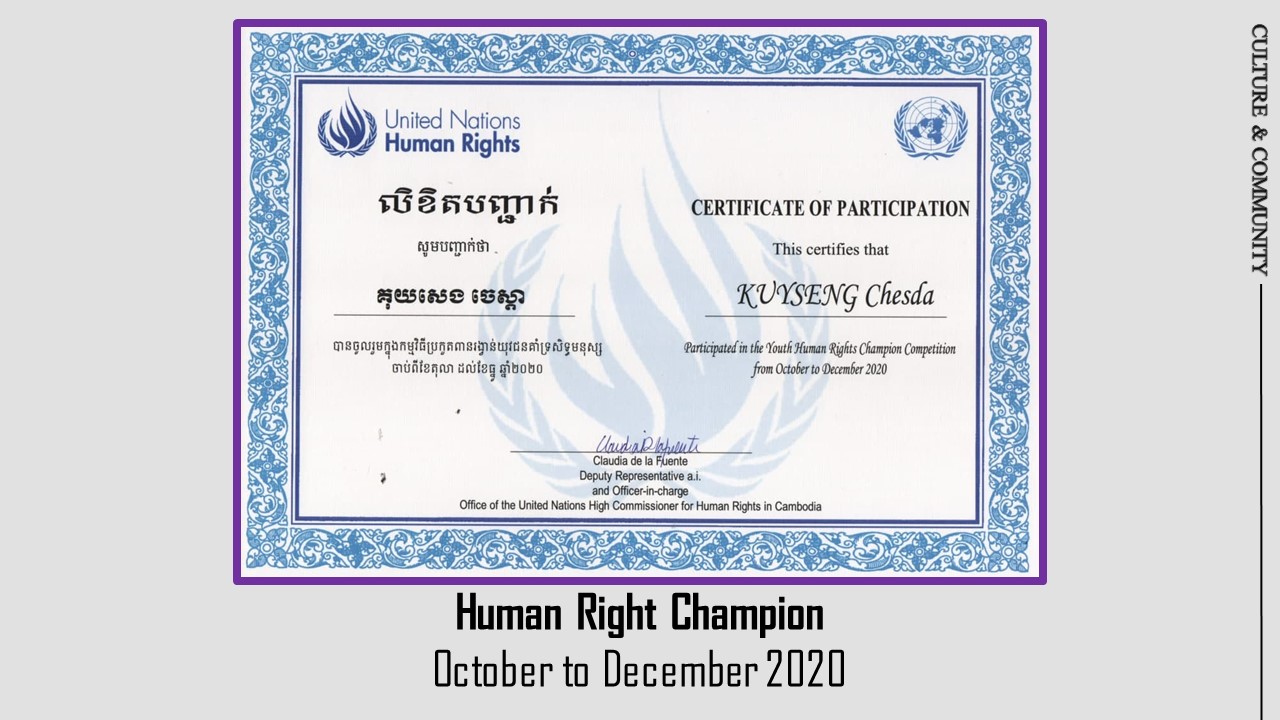 United Nations
Human Rights
លិខិតបញ្ជាក់
សូមបញ្ជាក់ថា
គុយសេង ចេស្តា
បានចូលរួមក្នុងកម្មវិធីប្រកួតពានរង្វាន់យុវជនគាំទ្រសិទ្ធមនុស្ស
ចាប់ពីខែតុលា ដល់ខែធ្នូ ឆ្នាំ២០២០
CERTIFICATE OF PARTICIPATION
This certifies that
KUYSENG Chesda
Participated in the Youth Human Rights Champion Competition
from October to December 2020
Claudia de la Fuente
Deputy Representative a.i.
and Officer-in-charge
Office of the United Nations High Commissioner for Human Rights in Cambodia
Human Right Champion
October to December 2020
CULTURE & COMMUNITY